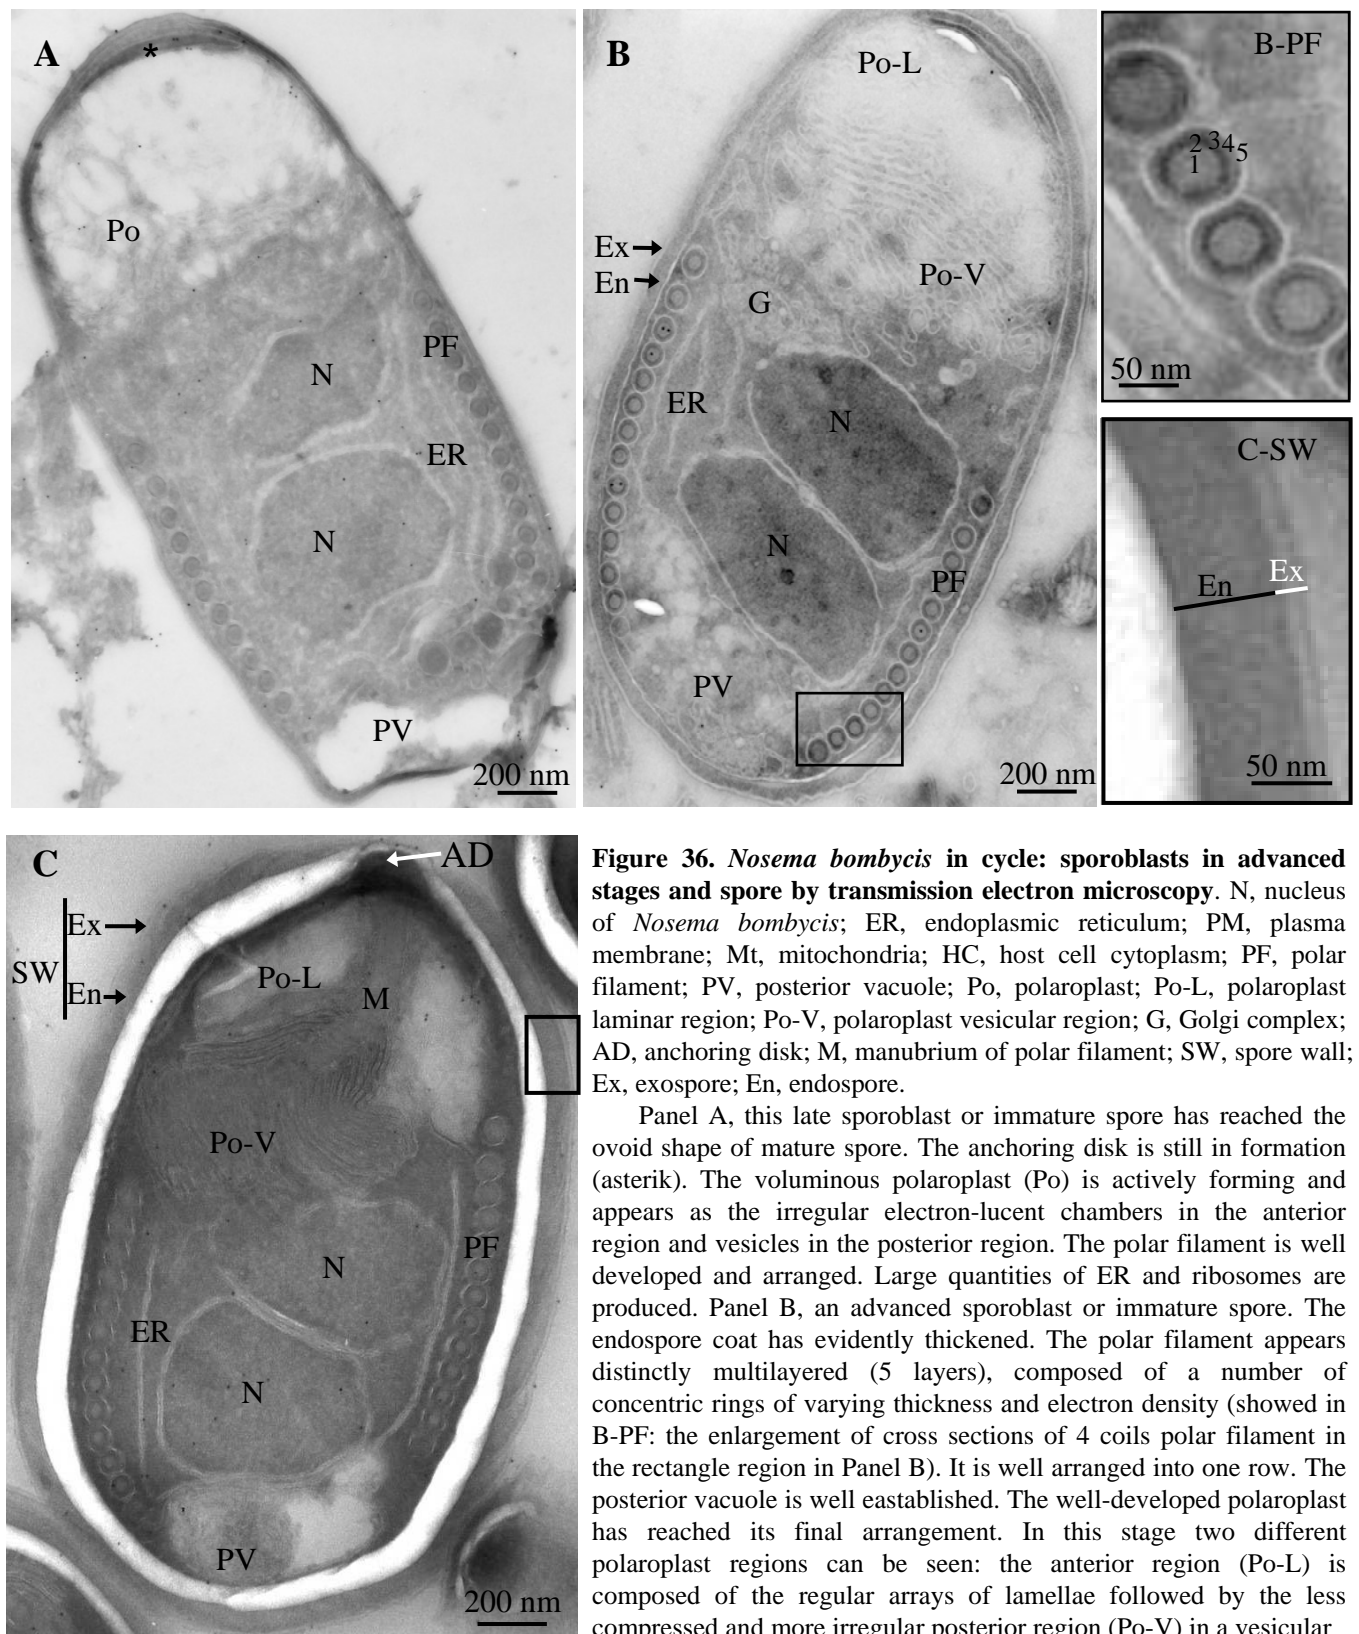 A
*
Po
N
PF
ER
N
PV
200 nm
B
Po-L
Ex
En
Po-V
G
ER
N
N
PF
PV
200 nm
B-PF
2 3 4 5
1
50 nm
C-SW
En
Ex
50 nm
C
AD
Ex
SW
En
Po-L
M
Po-V
PF
N
ER
N
PV
200 nm
Figure 36. Nosema bombycis in cycle: sporoblasts in advanced
stages and spore by transmission electron microscopy. N, nucleus
of Nosema bombycis; ER, endoplasmic reticulum; PM, plasma
membrane; Mt, mitochondria; HC, host cell cytoplasm; PF, polar
filament; PV, posterior vacuole; Po, polaroplast; Po-L, polaroplast
laminar region; Po-V, polaroplast vesicular region; G, Golgi complex;
AD, anchoring disk; M, manubrium of polar filament; SW, spore wall;
Ex, exospore; En, endospore.
Panel A, this late sporoblast or immature spore has reached the
ovoid shape of mature spore. The anchoring disk is still in formation
(asterik). The voluminous polaroplast (Po) is actively forming and
appears as the irregular electron-lucent chambers in the anterior
region and vesicles in the posterior region. The polar filament is well
developed and arranged. Large quantities of ER and ribosomes are
produced. Panel B, an advanced sporoblast or immature spore. The
endospore coat has evidently thickened. The polar filament appears
distinctly multilayered (5 layers), composed of a number of
concentric rings of varying thickness and electron density (showed in
B-PF: the enlargement of cross sections of 4 coils polar filament in
the rectangle region in Panel B). It is well arranged into one row. The
posterior vacuole is well eastablished. The well-developed polaroplast
has reached its final arrangement. In this stage two different
polaroplast regions can be seen: the anterior region (Po-L) is
composed of the regular arrays of lamellae followed by the less
compressed and more irregular posterior region (Po-V) in a vesicular